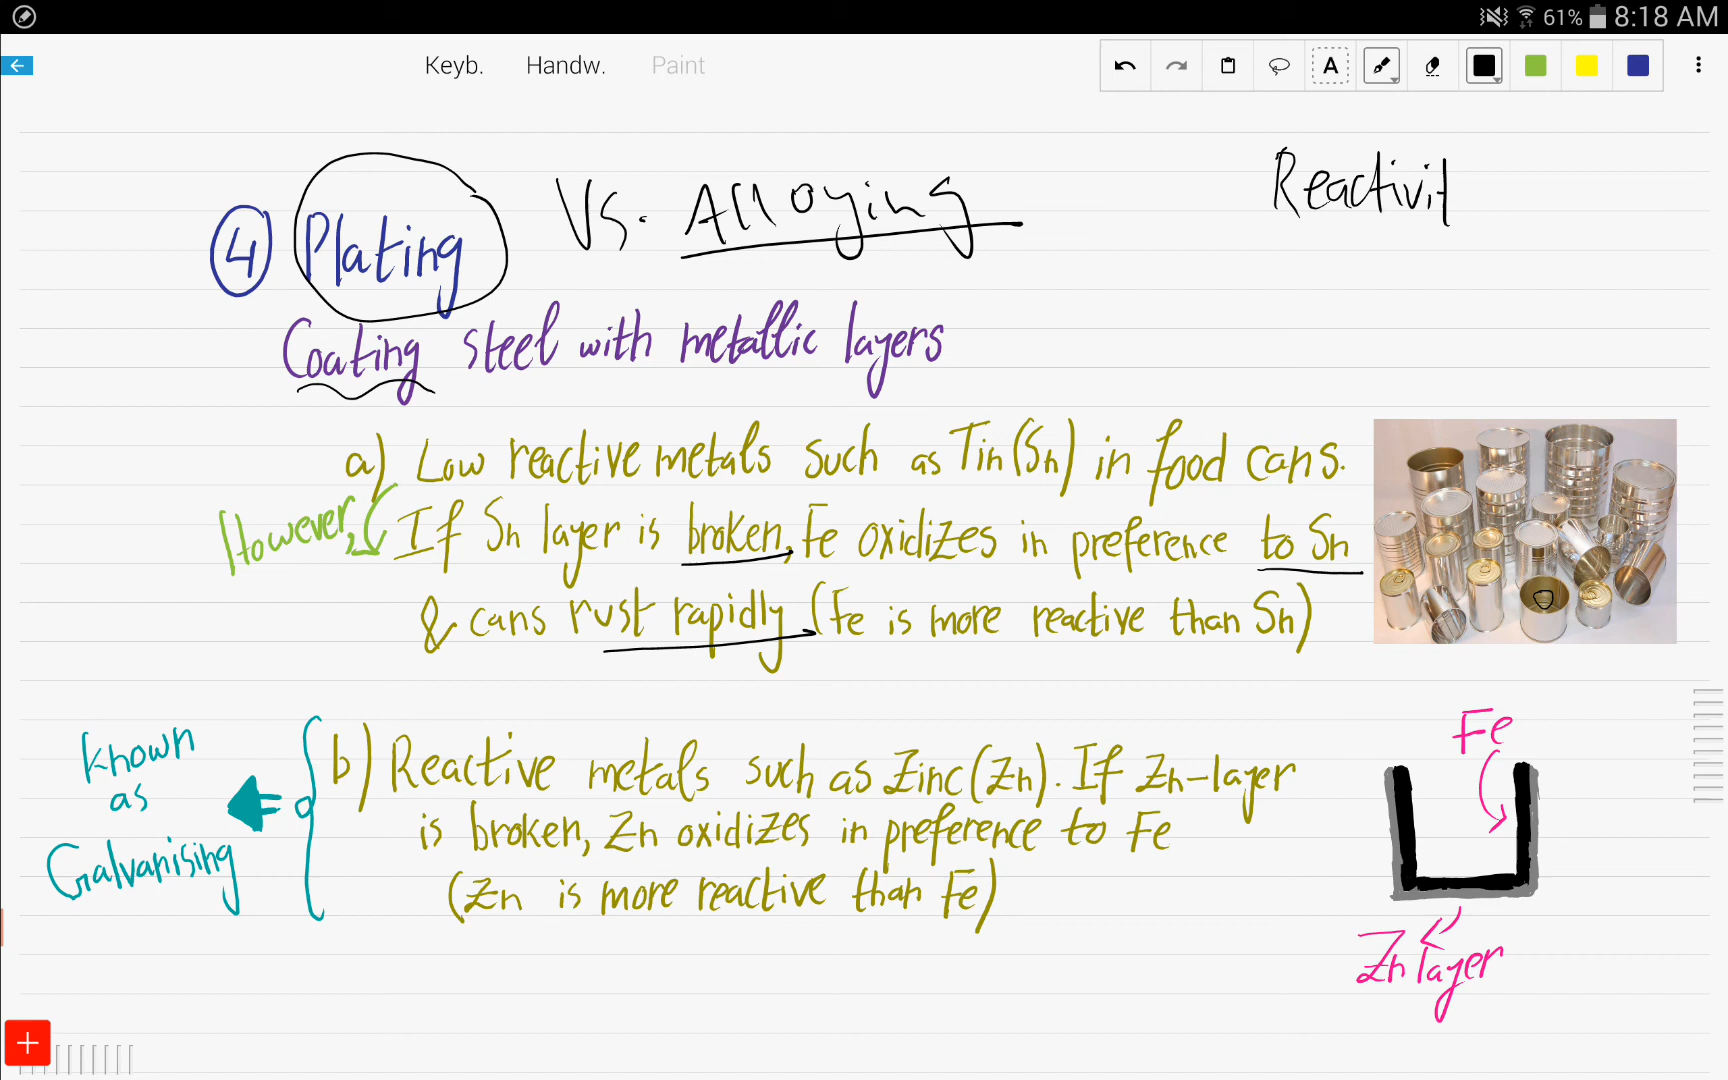 61% 8:18 AM
Keyb. Handw. Paint
A
④ Plating Vs. Alloying
Reactivit
Coating steel with metallic layers
a) Low reactive metals such as Tin (Sn) in food cans.
However, If Sn layer is broken, Fe oxidizes in preference to Sn
& cans rust rapidly (Fe is more reactive than Sn)
known
as
Galvanising
b) Reactive metals such as Zinc (Zn). If Zn-layer
is broken, Zn oxidizes in preference to Fe
(Zn is more reactive than Fe)
Fe
Zn layer